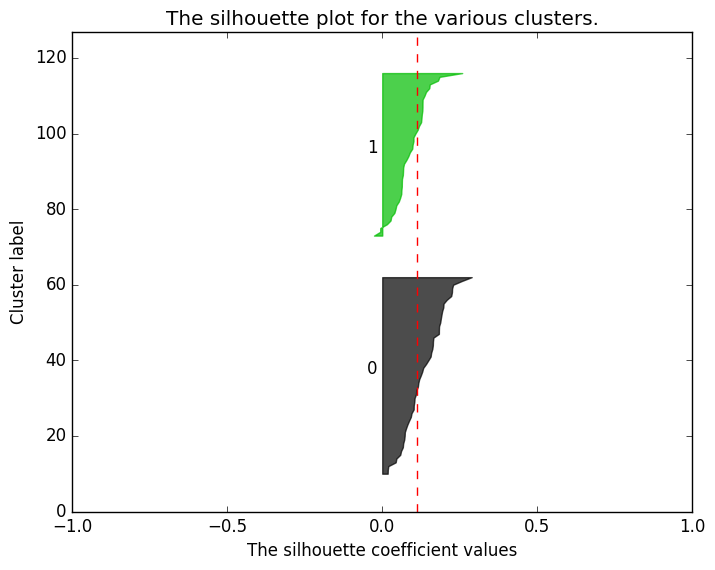 The silhouette plot for the various clusters.
120
100
80
60
40
20
0
Cluster label
1
0
−1.0 −0.5 0.0 0.5 1.0
The silhouette coefficient values